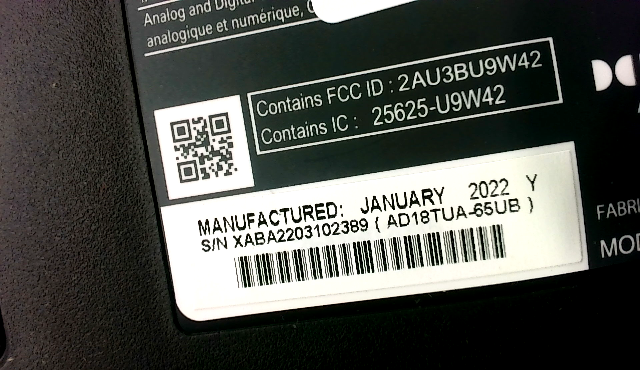 Analog and Digital
analogique et numérique,
Contains FCC ID : 2AU3BU9W42
Contains IC : 25625-U9W42
MANUFACTURED: JANUARY 2022 Y
S/N XABA2203102389 ( AD18TUA-65UB )
FABRI
MOD